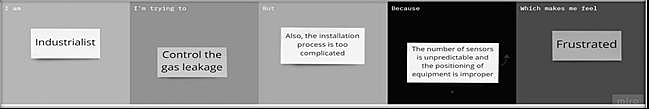 I am
Industrialist
I'm trying to
Control the
gas leakage
But
Also, the installation
process is too
complicated
Because
The number of sensors
is unpredictable and
the positioning of
equipment is improper
Which makes me feel
Frustrated
miro